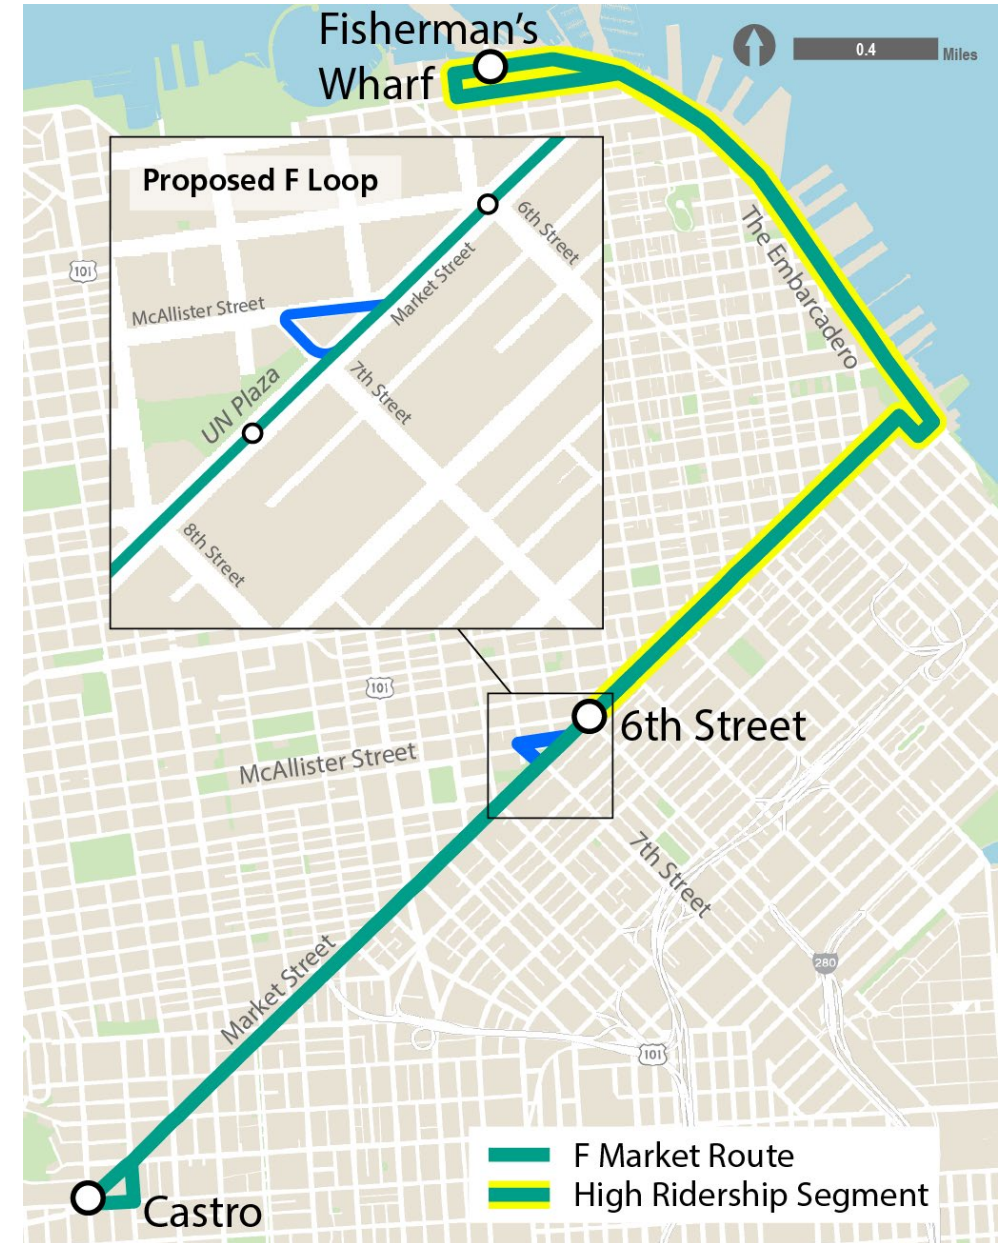 Fisherman's
Wharf
0.4
Miles
Proposed F Loop
6th Street
101
McAllister Street
Market Street
The Embarcadero
UN Plaza
7th Street
8th Street
101
6th Street
McAllister Street
7th Street
Market Street
280
101
F Market Route
High Ridership Segment
Castro